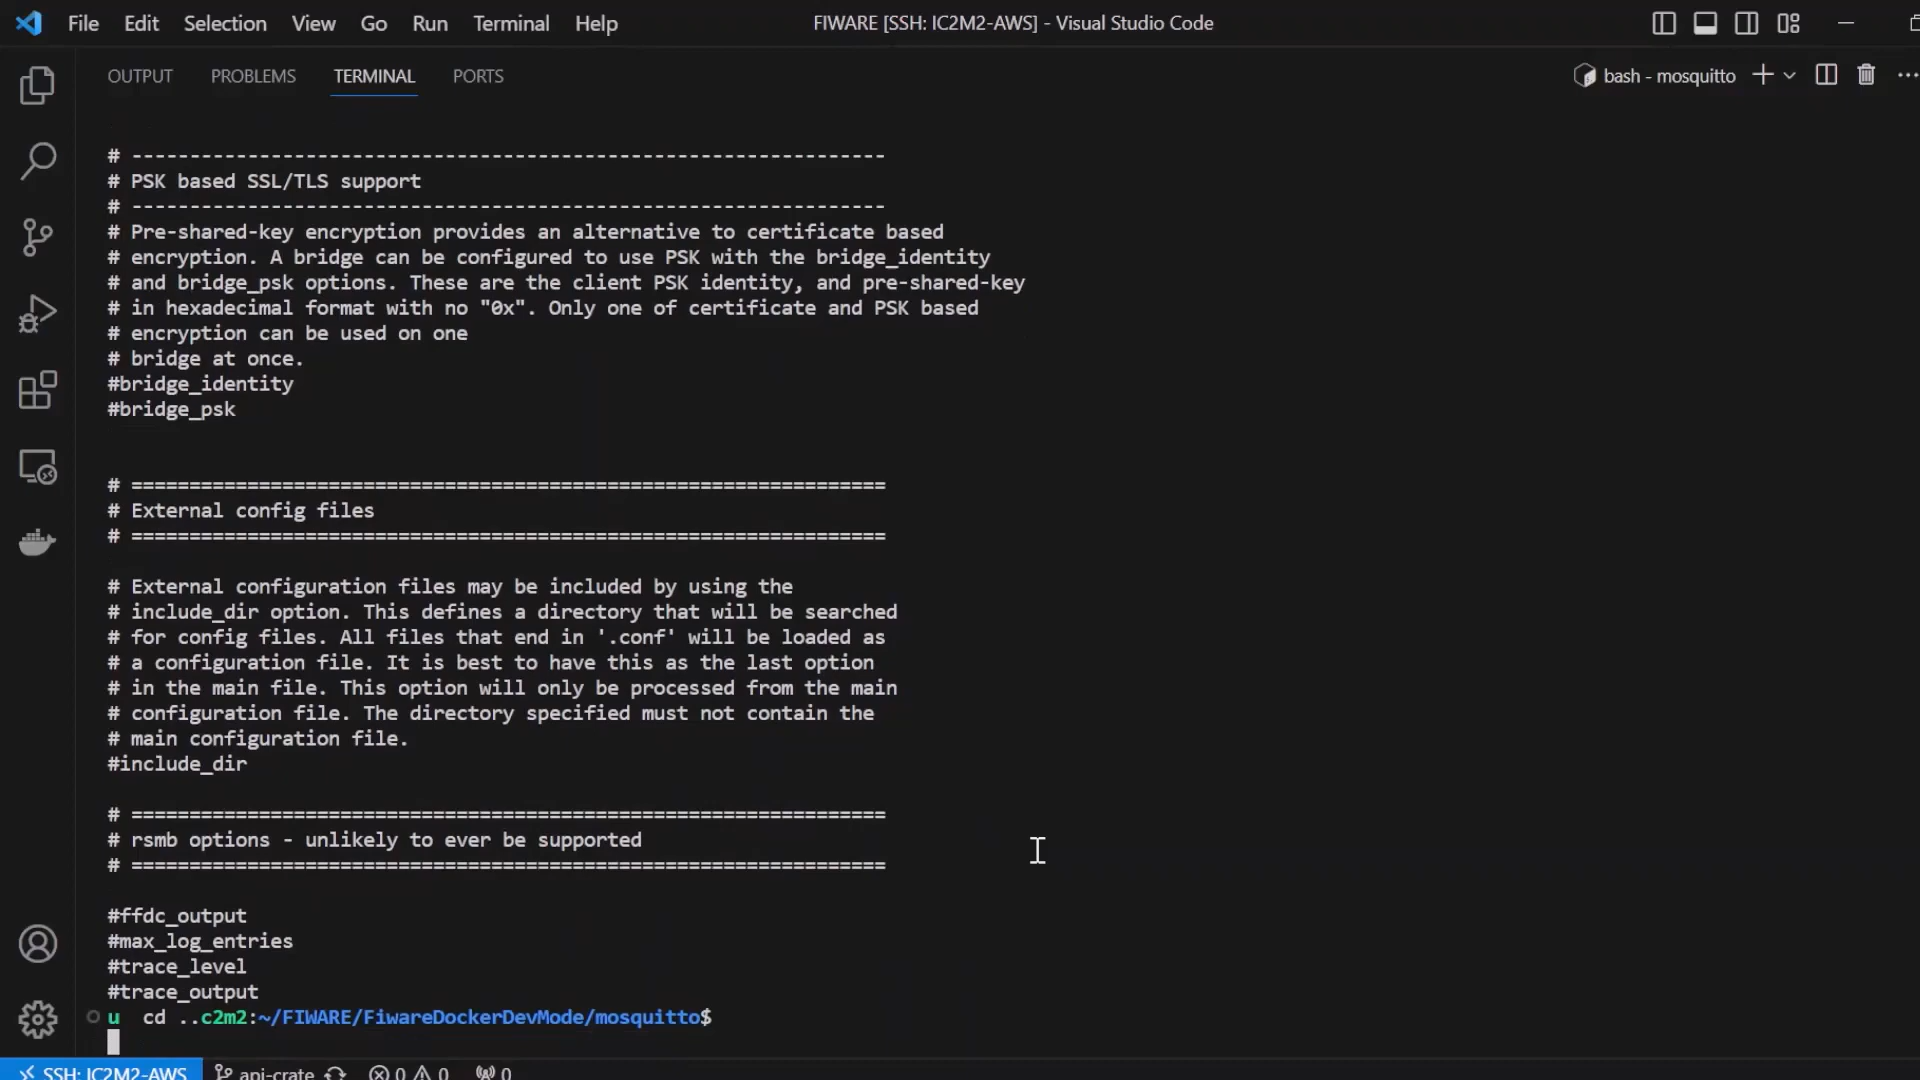 File Edit Selection View Go Run Terminal Help
FIWARE [SSH: IC2M2-AWS] - Visual Studio Code
OUTPUT PROBLEMS TERMINAL PORTS
bash - mosquitto
# -----------------------------------------------------------------
# PSK based SSL/TLS support
# -----------------------------------------------------------------
# Pre-shared-key encryption provides an alternative to certificate based
# encryption. A bridge can be configured to use PSK with the bridge_identity
# and bridge_psk options. These are the client PSK identity, and pre-shared-key
# in hexadecimal format with no "0x". Only one of certificate and PSK based
# encryption can be used on one
# bridge at once.
#bridge_identity
#bridge_psk
# =================================================================
# External config files
# =================================================================
# External configuration files may be included by using the
# include_dir option. This defines a directory that will be searched
# for config files. All files that end in '.conf' will be loaded as
# a configuration file. It is best to have this as the last option
# in the main file. This option will only be processed from the main
# configuration file. The directory specified must not contain the
# main configuration file.
#include_dir
# =================================================================
# rsmb options - unlikely to ever be supported
# =================================================================
#ffdc_output
#max_log_entries
#trace_level
#trace_output
u  cd ..c2m2:~/FIWARE/FiwareDockerDevMode/mosquitto$
SSH: IC2M2-AWS api-crate 0 0 0